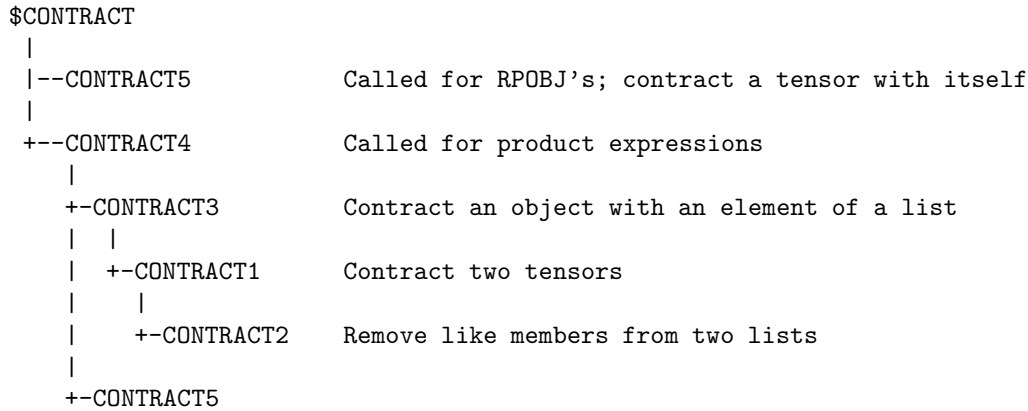 $CONTRACT
 |
 |--CONTRACT5         Called for RPOBJ's; contract a tensor with itself
 |
 +--CONTRACT4         Called for product expressions
    |
    +-CONTRACT3       Contract an object with an element of a list
    |  |
    |  +-CONTRACT1    Contract two tensors
    |    |
    |    +-CONTRACT2  Remove like members from two lists
    |
    +-CONTRACT5